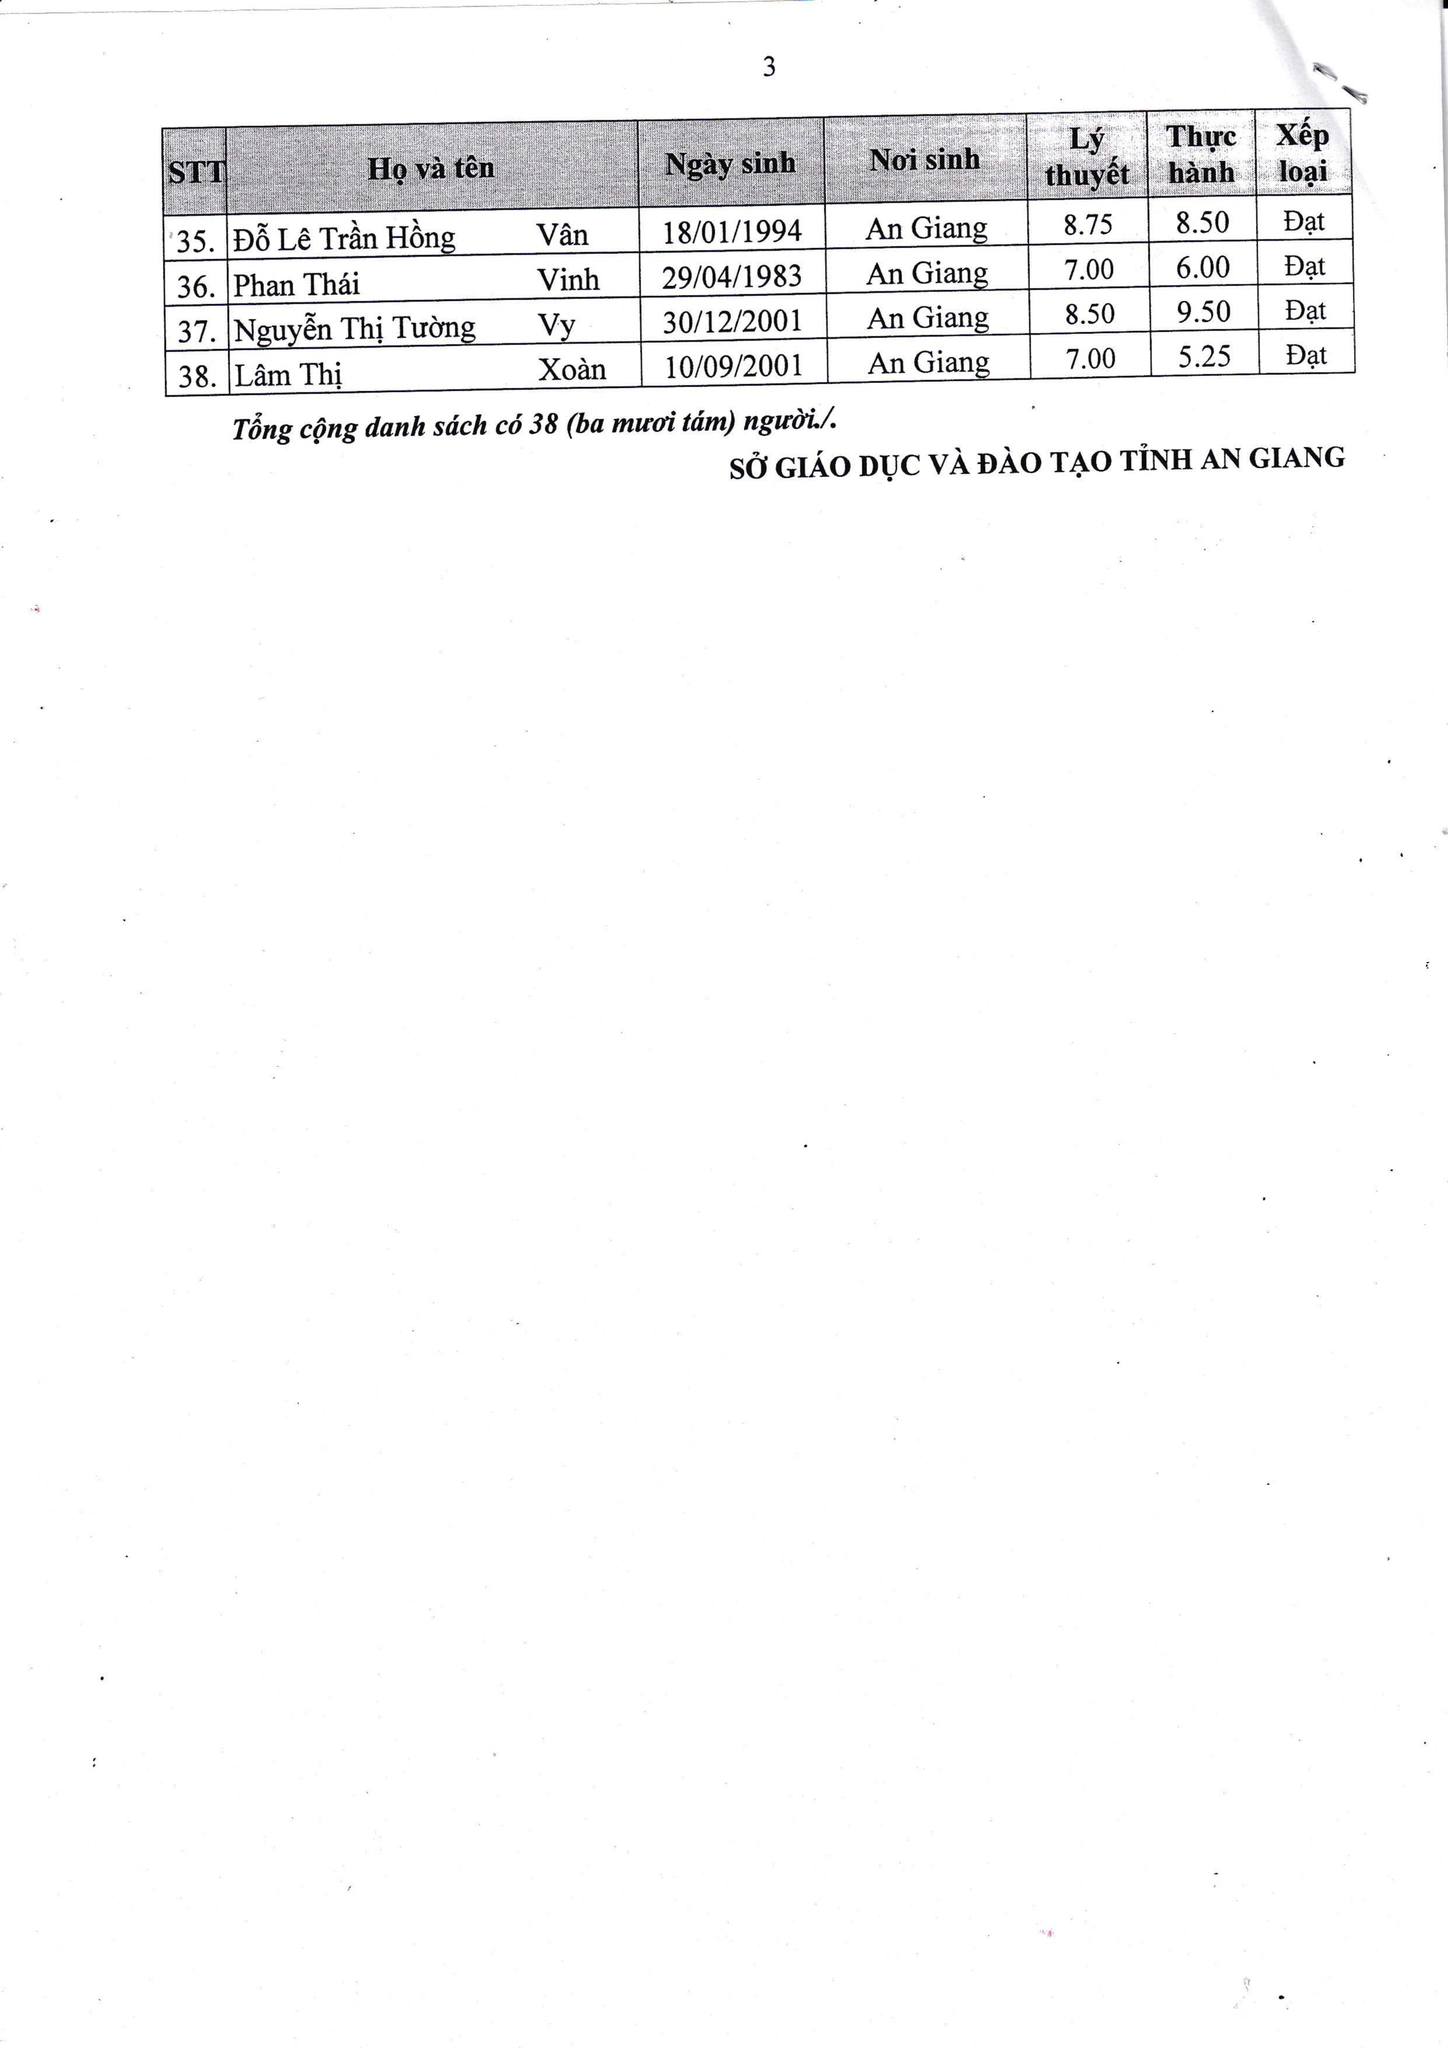 3
STT Họ và tên Ngày sinh Nơi sinh Lý thuyết Thực hành Xếp loại
35. Đỗ Lê Trần Hồng Vân 18/01/1994 An Giang 8.75 8.50 Đạt
36. Phan Thái Vinh 29/04/1983 An Giang 7.00 6.00 Đạt
37. Nguyễn Thị Tường Vy 30/12/2001 An Giang 8.50 9.50 Đạt
38. Lâm Thị Xoàn 10/09/2001 An Giang 7.00 5.25 Đạt
Tổng cộng danh sách có 38 (ba mươi tám) người./.
SỞ GIÁO DỤC VÀ ĐÀO TẠO TỈNH AN GIANG